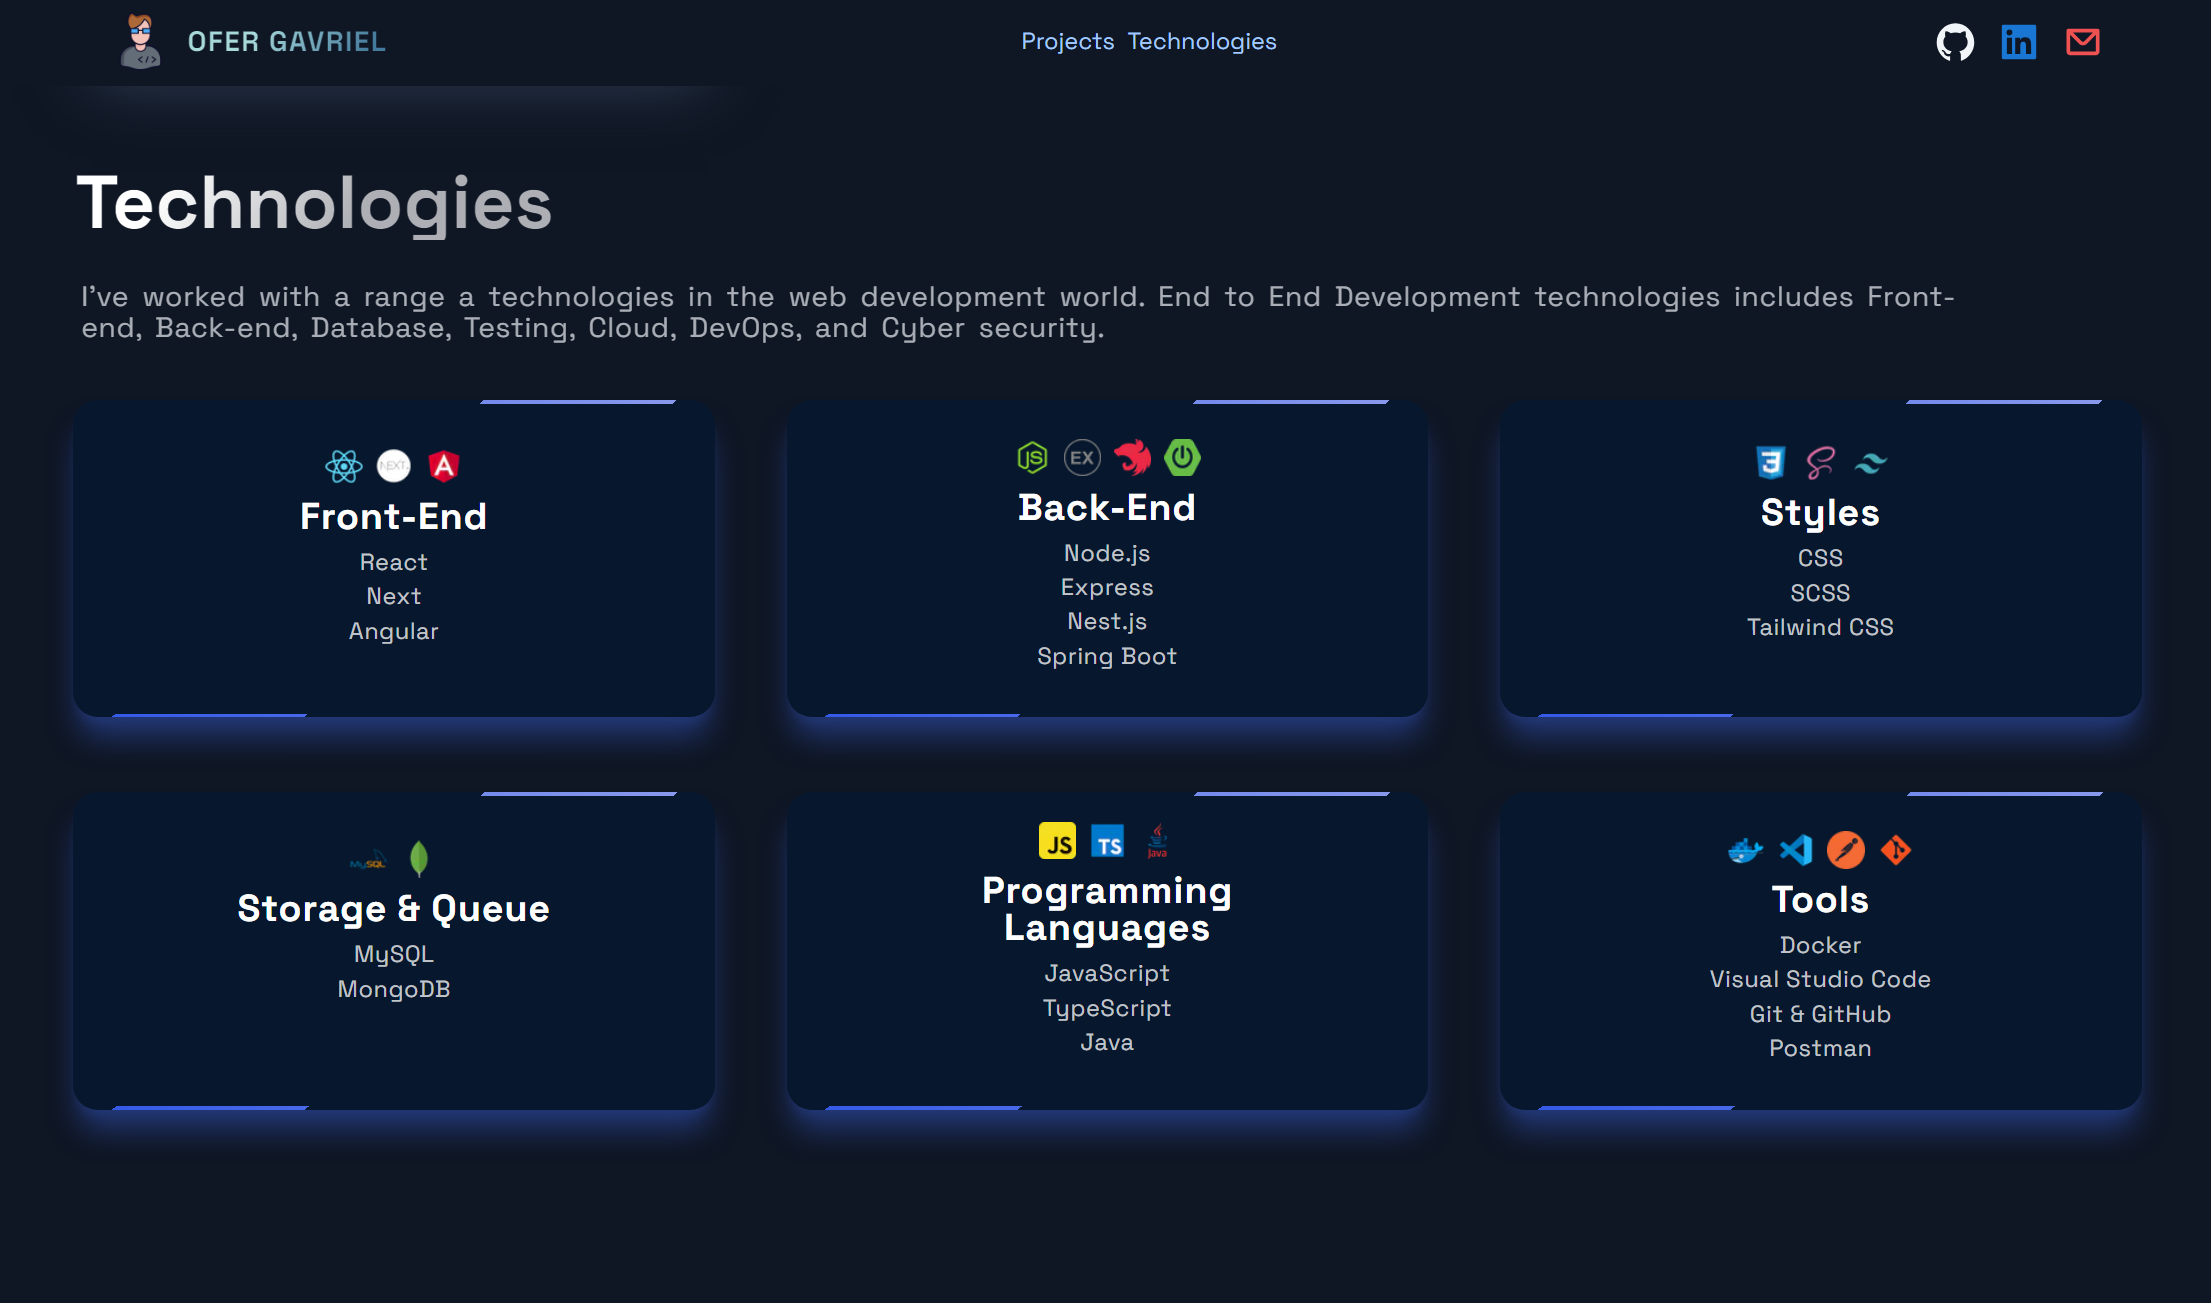 </>
OFER GAVRIEL
Projects Technologies
Technologies
I've worked with a range a technologies in the web development world. End to End Development technologies includes Front-
end, Back-end, Database, Testing, Cloud, DevOps, and Cyber security.
NEXT
Front-End
React
Next
Angular
JS EX
Back-End
Node.js
Express
Nest.js
Spring Boot
3
Styles
CSS
SCSS
Tailwind CSS
MySQL
Storage & Queue
MySQL
MongoDB
JS TS Java
Programming
Languages
JavaScript
TypeScript
Java
Tools
Docker
Visual Studio Code
Git & GitHub
Postman